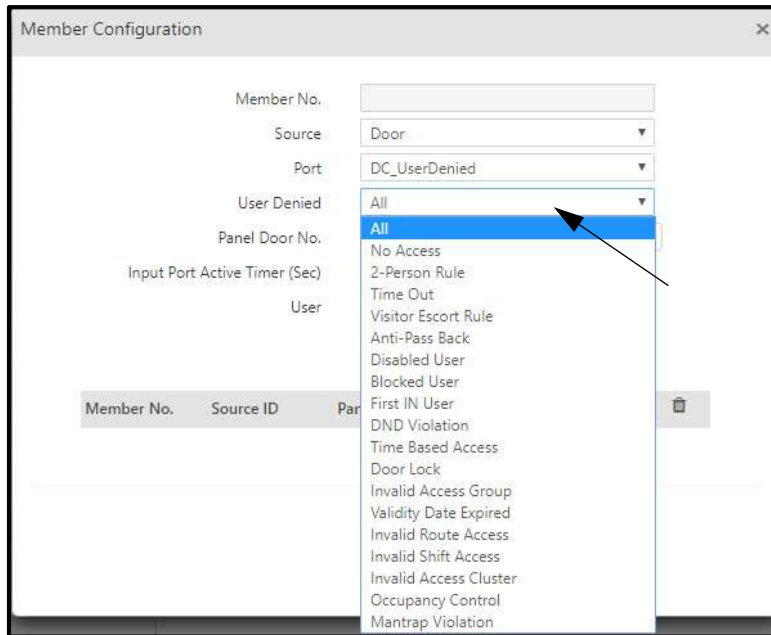 Member Configuration ×
Member No.
Source Door
Port DC_UserDenied
User Denied All
Panel Door No.
Input Port Active Timer (Sec)
User
All
No Access
2-Person Rule
Time Out
Visitor Escort Rule
Anti-Pass Back
Disabled User
Blocked User
First IN User
DND Violation
Time Based Access
Door Lock
Invalid Access Group
Validity Date Expired
Invalid Route Access
Invalid Shift Access
Invalid Access Cluster
Occupancy Control
Mantrap Violation
Member No. Source ID Par